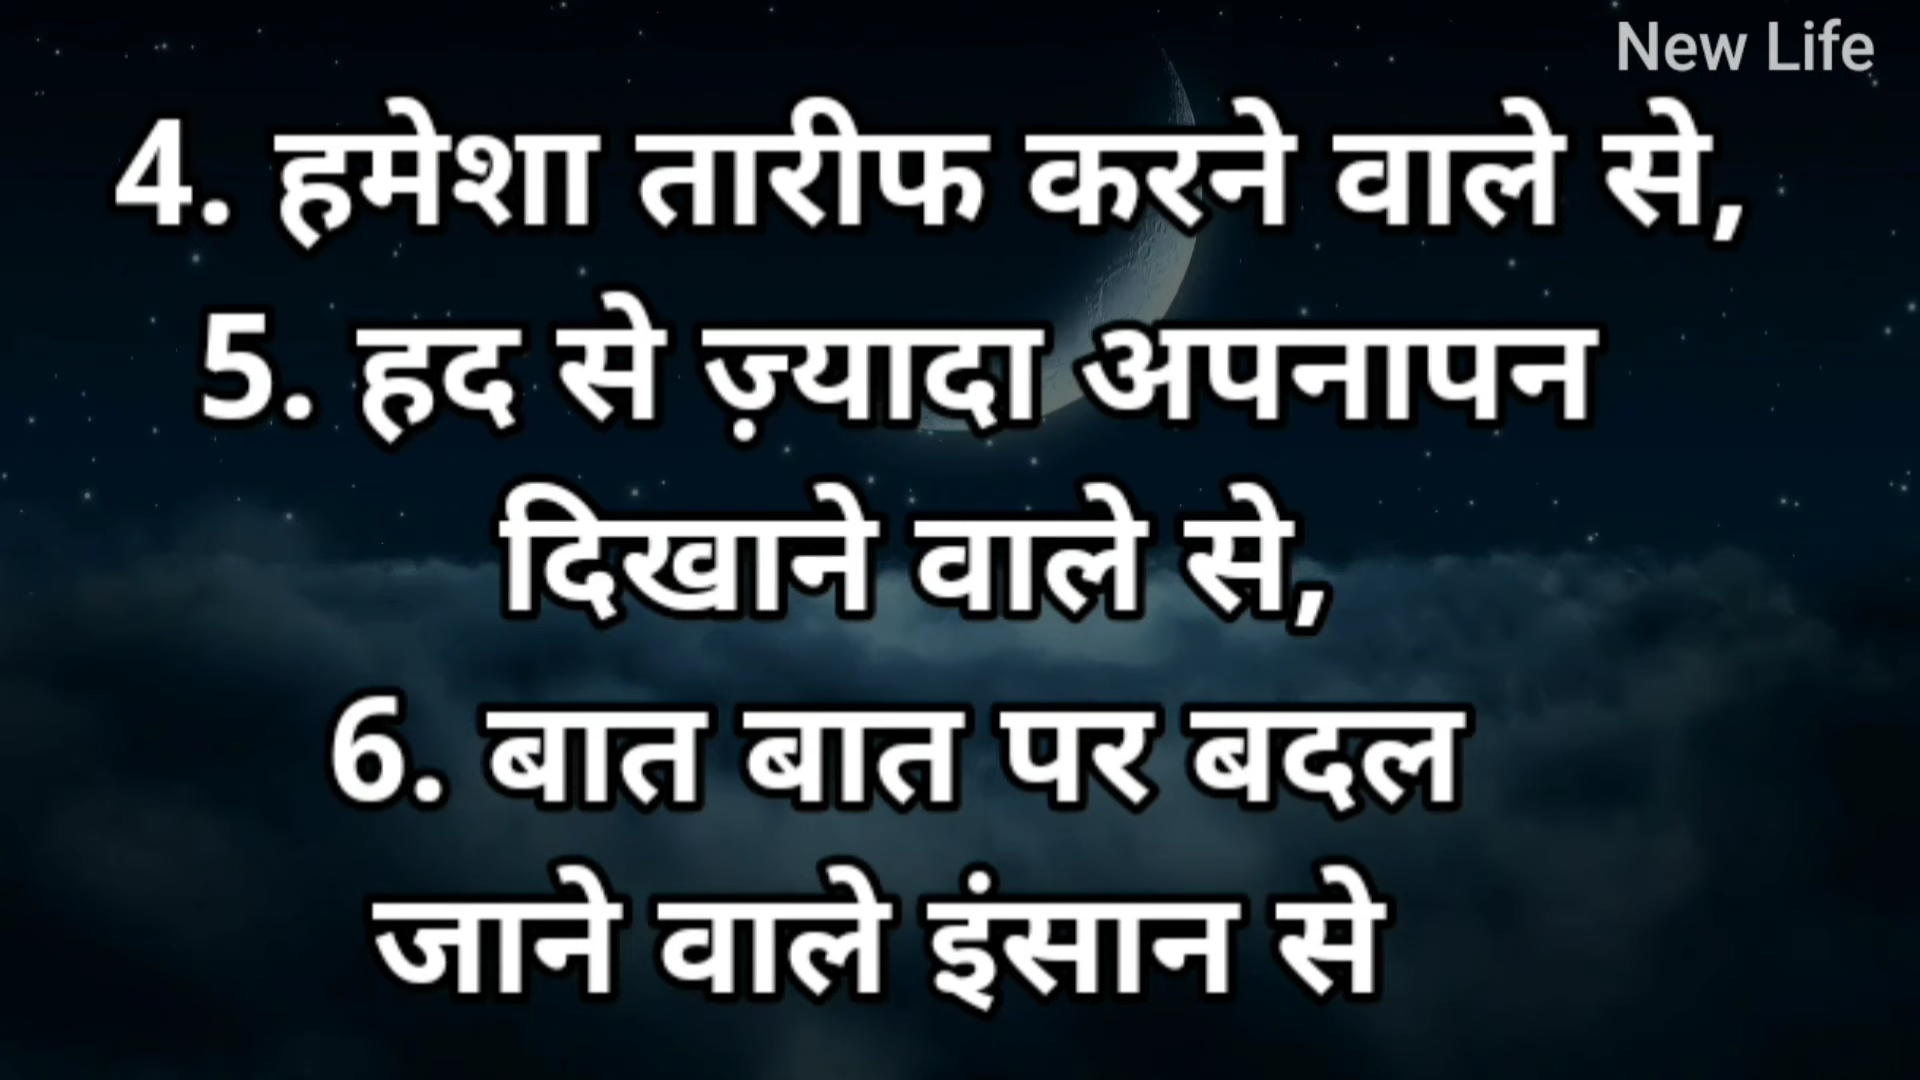 New Life
4. हमेशा तारीफ करने वाले से,
5. हद से ज़्यादा अपनापन
दिखाने वाले से,
6. बात बात पर बदल
जाने वाले इंसान से